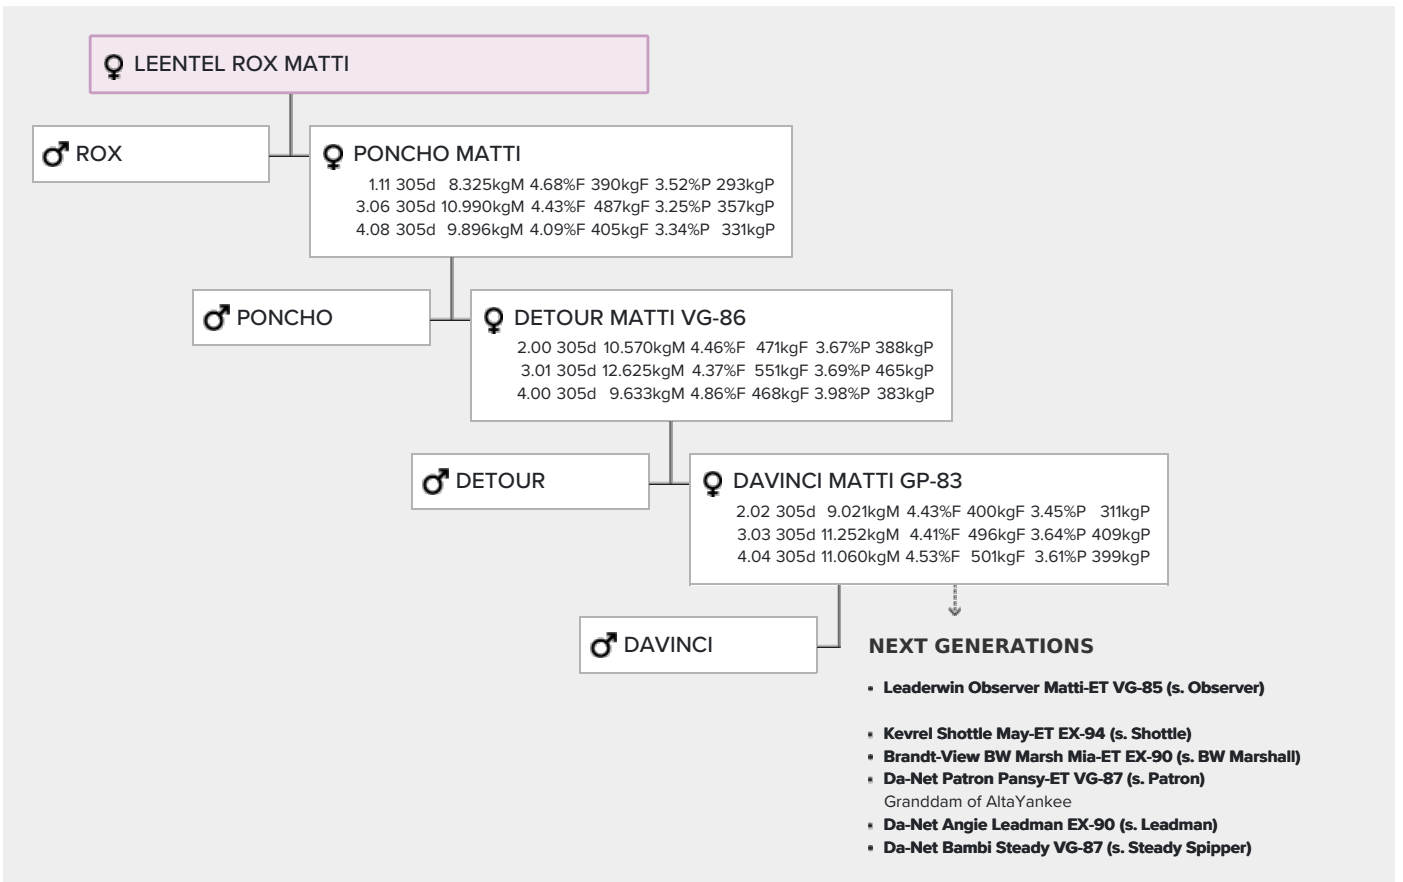 LEENTEL ROX MATTI
ROX
PONCHO MATTI
1.11 305d 8.325kgM 4.68%F 390kgF 3.52%P 293kgP
3.06 305d 10.990kgM 4.43%F 487kgF 3.25%P 357kgP
4.08 305d 9.896kgM 4.09%F 405kgF 3.34%P 331kgP
PONCHO
DETOUR MATTI VG-86
2.00 305d 10.570kgM 4.46%F 471kgF 3.67%P 388kgP
3.01 305d 12.625kgM 4.37%F 551kgF 3.69%P 465kgP
4.00 305d 9.633kgM 4.86%F 468kgF 3.98%P 383kgP
DETOUR
DAVINCI MATTI GP-83
2.02 305d 9.021kgM 4.43%F 400kgF 3.45%P 311kgP
3.03 305d 11.252kgM 4.41%F 496kgF 3.64%P 409kgP
4.04 305d 11.060kgM 4.53%F 501kgF 3.61%P 399kgP
DAVINCI
NEXT GENERATIONS
• Leaderwin Observer Matti-ET VG-85 (s. Observer)
• Kevrel Shottle May-ET EX-94 (s. Shottle)
• Brandt-View BW Marsh Mia-ET EX-90 (s. BW Marshall)
• Da-Net Patron Pansy-ET VG-87 (s. Patron)
Granddam of AltaYankee
• Da-Net Angie Leadman EX-90 (s. Leadman)
• Da-Net Bambi Steady VG-87 (s. Steady Spipper)